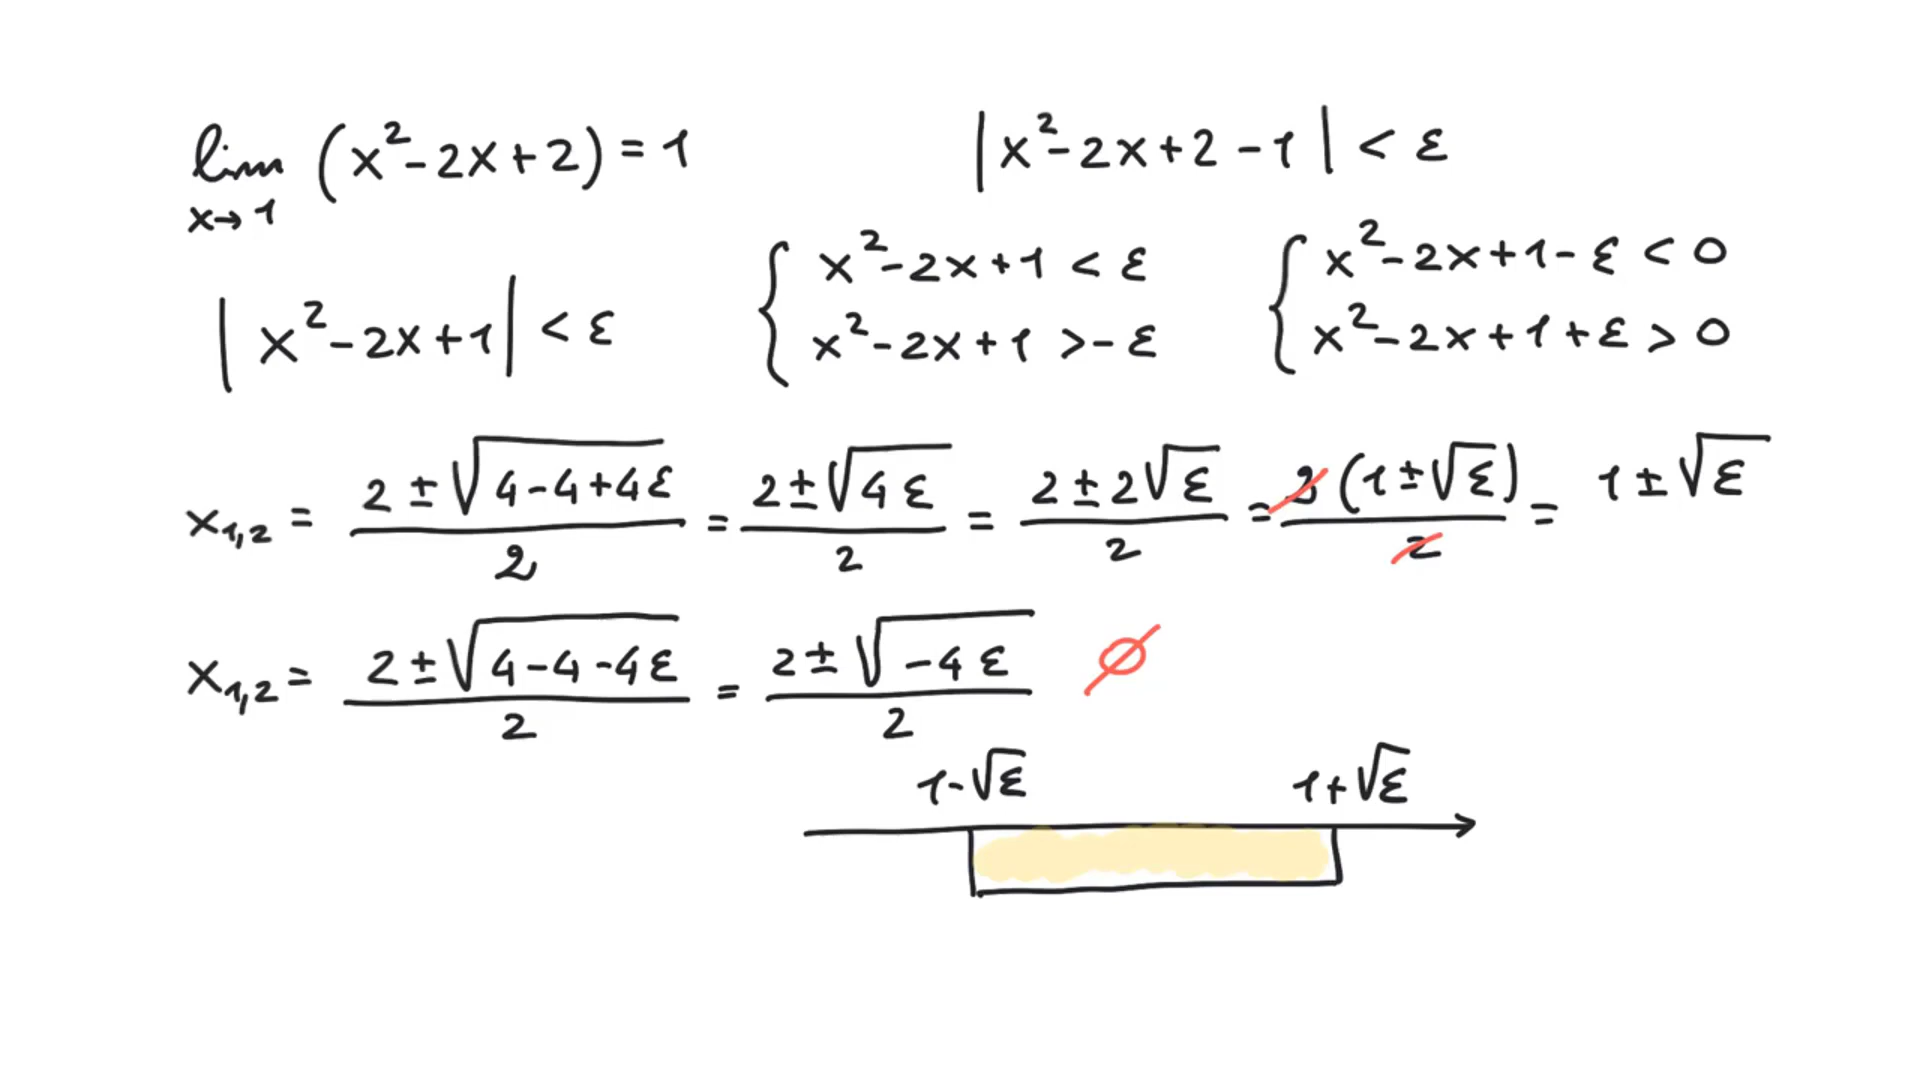 lim x→1 (x²-2x+2) = 1
|x²-2x+2-1| < ε
|x²-2x+1| < ε
{ x²-2x+1 < ε
x²-2x+1 >-ε
{ x²-2x+1-ε < 0
x²-2x+1+ε > 0
x1,2 = (2±√(4-4+4ε))/2 = (2±√(4ε))/2 = (2±2√ε)/2 = 2(1±√ε)/2 = 1±√ε
x1,2 = (2±√(4-4-4ε))/2 = (2±√(-4ε))/2 ∅
1-√ε 1+√ε